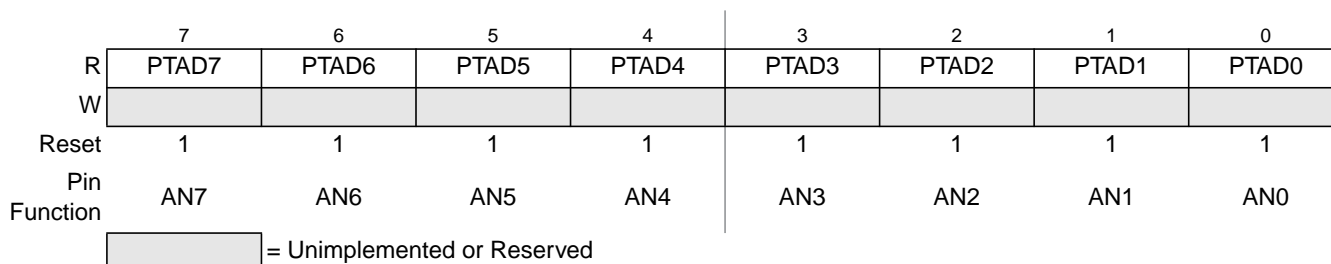 7 6 5 4 3 2 1 0
R PTAD7 PTAD6 PTAD5 PTAD4 PTAD3 PTAD2 PTAD1 PTAD0
W
Reset 1 1 1 1 1 1 1 1
Pin
Function AN7 AN6 AN5 AN4 AN3 AN2 AN1 AN0
= Unimplemented or Reserved